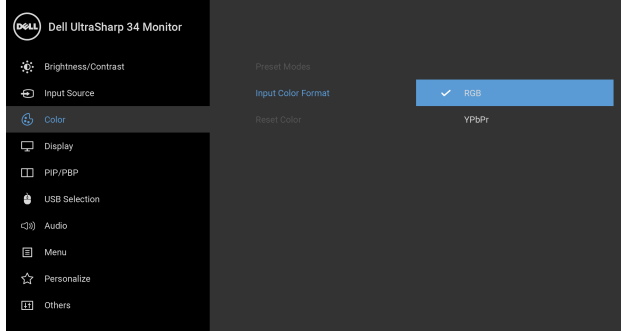 DELL Dell UltraSharp 34 Monitor
Brightness/Contrast
Input Source
Color
Display
PIP/PBP
USB Selection
Audio
Menu
Personalize
Others
Preset Modes
Input Color Format
Reset Color
RGB
YPbPr